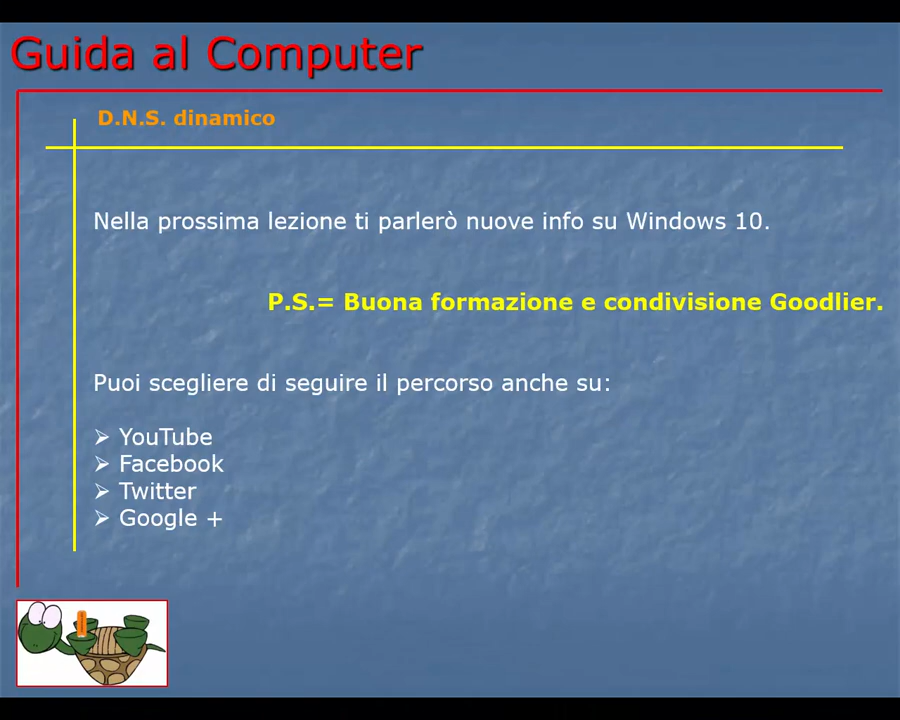 Guida al Computer
D.N.S. dinamico
Nella prossima lezione ti parlerò nuove info su Windows 10.
P.S.= Buona formazione e condivisione Goodlier.
Puoi scegliere di seguire il percorso anche su:
➢ YouTube
➢ Facebook
➢ Twitter
➢ Google +